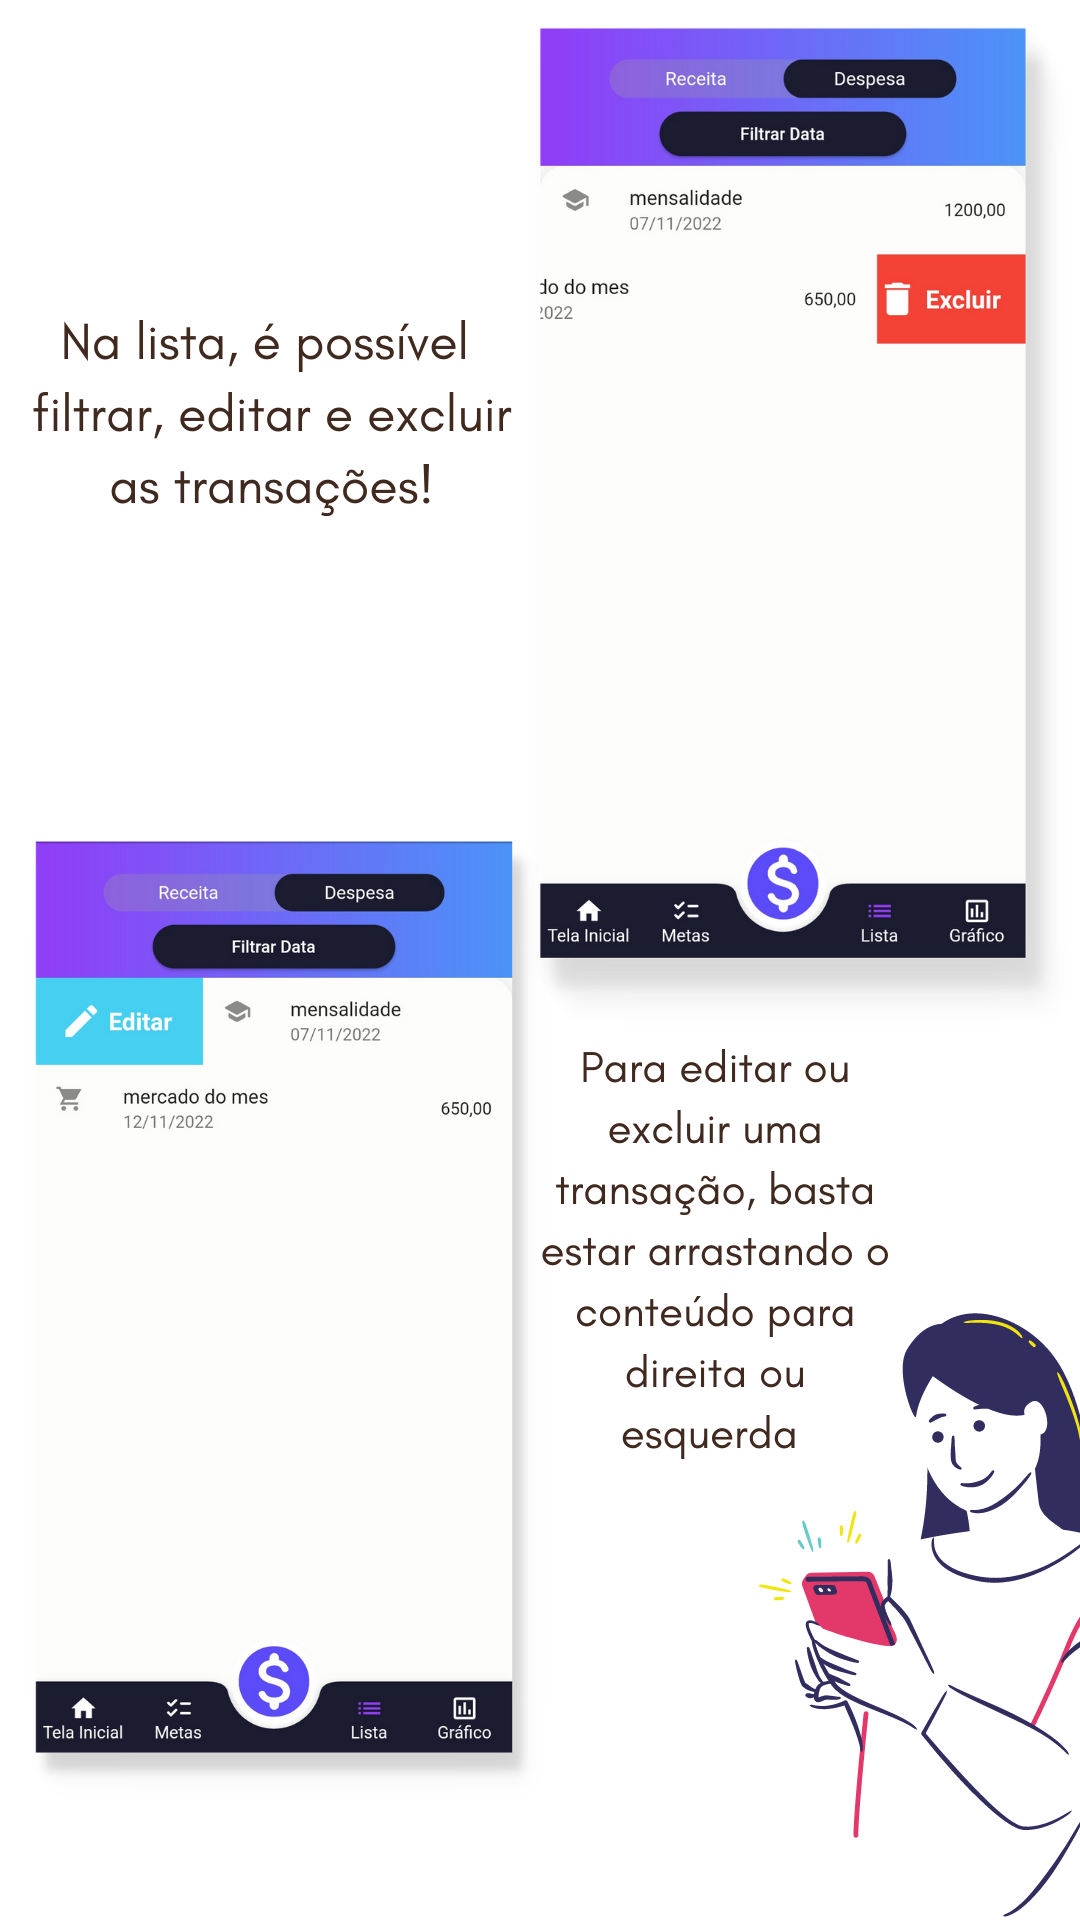 Receita
Despesa
Filtrar Data
mensalidade
07/11/2022
1200,00
do do mes
2022
650,00
Excluir
Na lista, é possível
filtrar, editar e excluir
as transações!
Tela Inicial
Metas
Lista
Gráfico
Receita
Despesa
Filtrar Data
Editar
mensalidade
07/11/2022
mercado do mes
12/11/2022
650,00
Tela Inicial
Metas
Lista
Gráfico
Para editar ou
excluir uma
transação, basta
estar arrastando o
conteúdo para
direita ou
esquerda